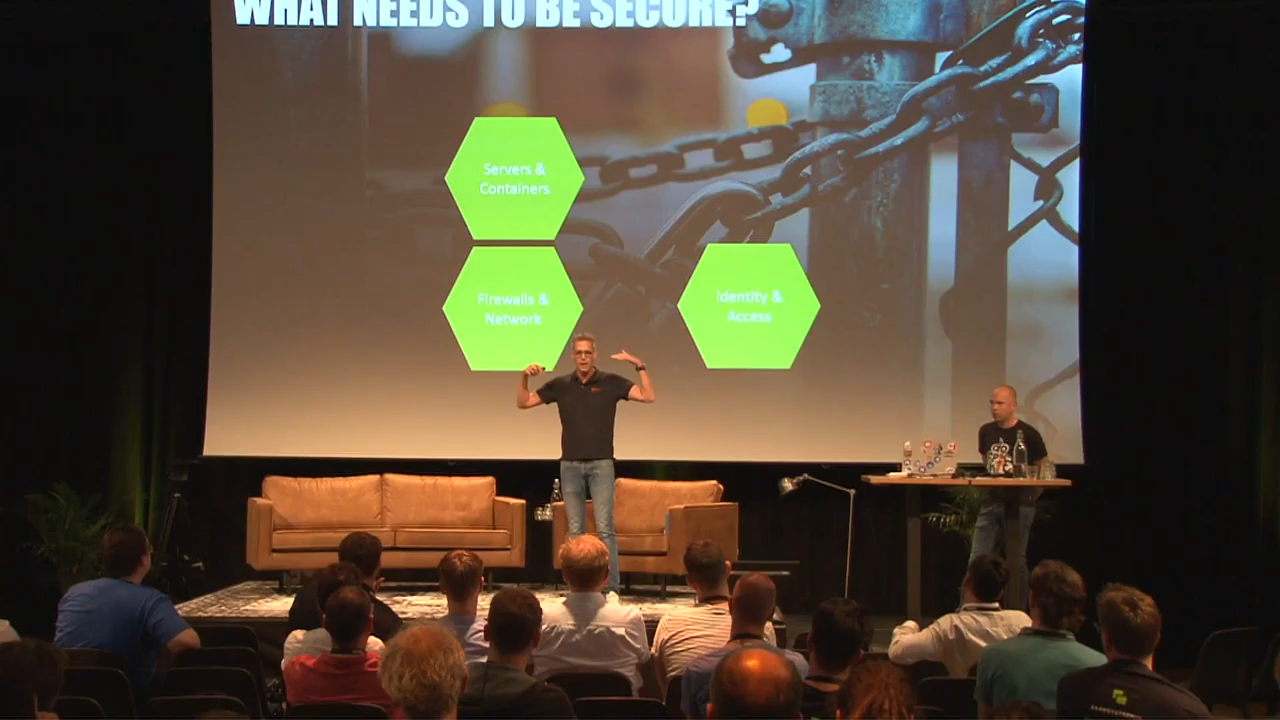 WHAT NEEDS TO BE SECURE?
Servers &
Containers
Firewalls &
Network
Identity &
Access